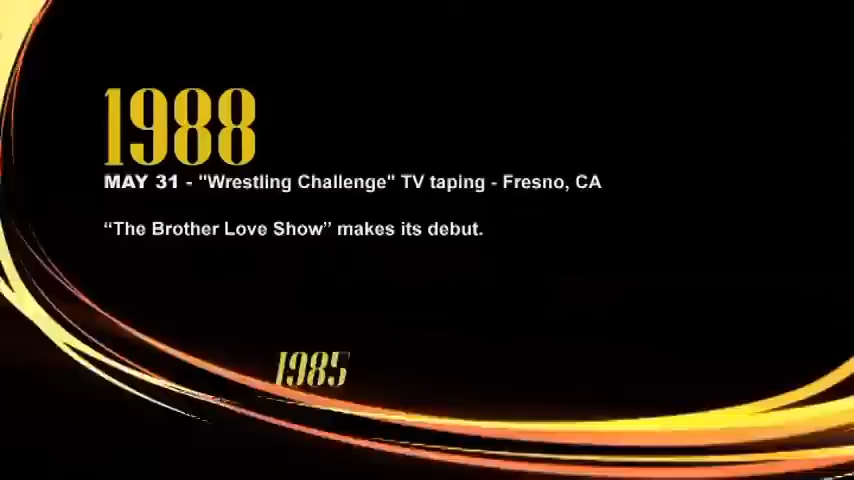 1988
MAY 31 - "Wrestling Challenge" TV taping - Fresno, CA
“The Brother Love Show” makes its debut.
1985